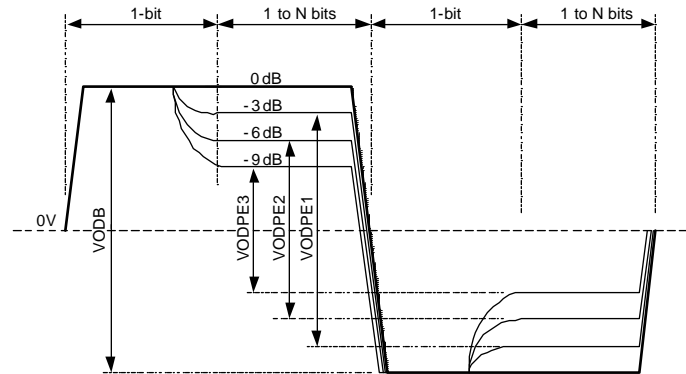 1-bit
1 to N bits
1-bit
1 to N bits
0 dB
- 3 dB
- 6 dB
- 9 dB
0V
VODB
VODPE3
VODPE2
VODPE1